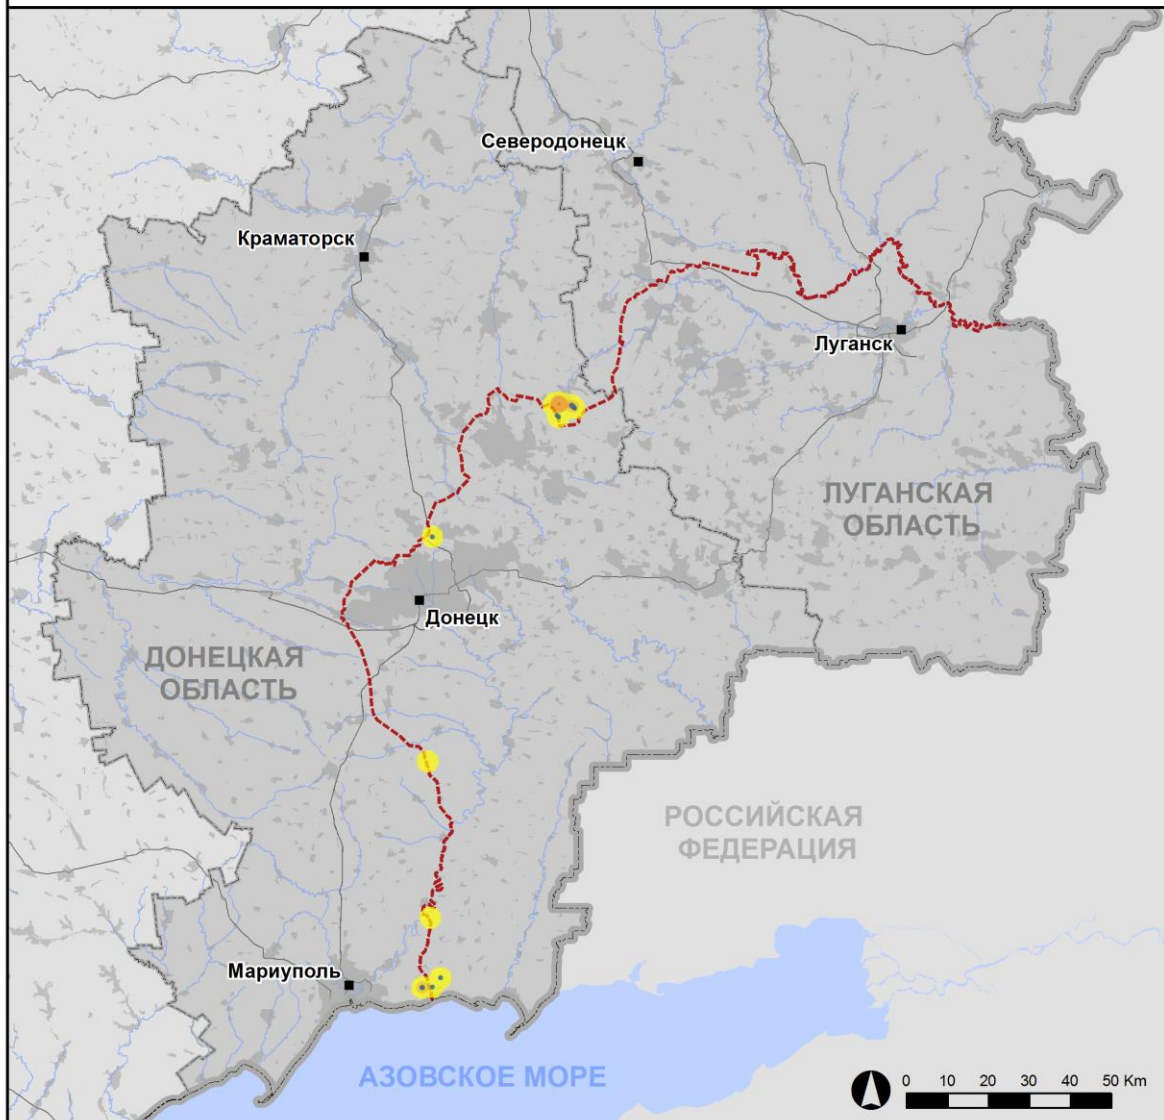 Северодонецк
Краматорск
Луганск
ЛУГАНСКАЯ
ОБЛАСТЬ
Донецк
ДОНЕЦКАЯ
ОБЛАСТЬ
РОССИЙСКАЯ
ФЕДЕРАЦИЯ
Мариуполь
АЗОВСКОЕ МОРЕ
0 10 20 30 40 50 Km